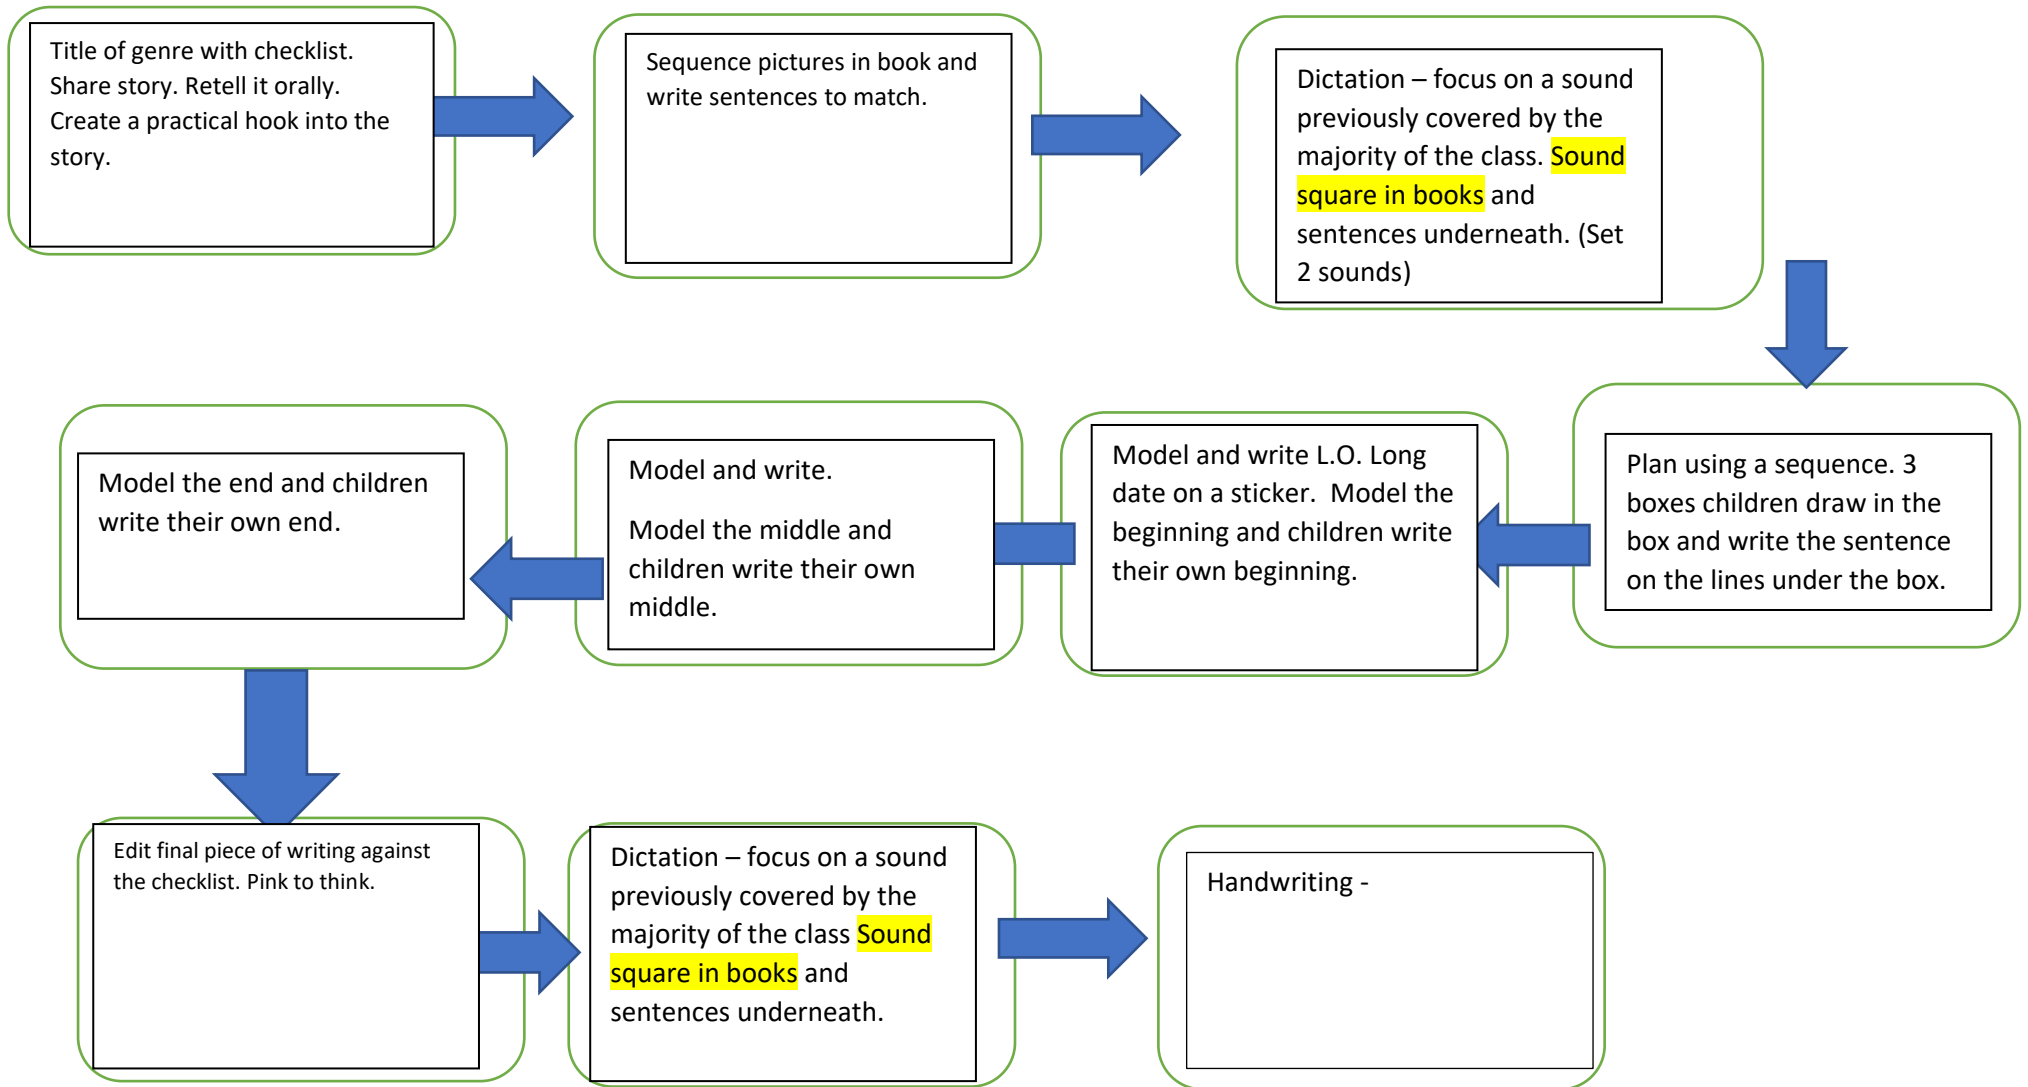 Title of genre with checklist.
Share story. Retell it orally.
Create a practical hook into the
story.
Sequence pictures in book and
write sentences to match.
Dictation – focus on a sound
previously covered by the
majority of the class. Sound
square in books and
sentences underneath. (Set
2 sounds)
Plan using a sequence. 3
boxes children draw in the
box and write the sentence
on the lines under the box.
Model and write L.O. Long
date on a sticker.  Model the
beginning and children write
their own beginning.
Model and write.
Model the middle and
children write their own
middle.
Model the end and children
write their own end.
Edit final piece of writing against
the checklist. Pink to think.
Dictation – focus on a sound
previously covered by the
majority of the class Sound
square in books and
sentences underneath.
Handwriting -